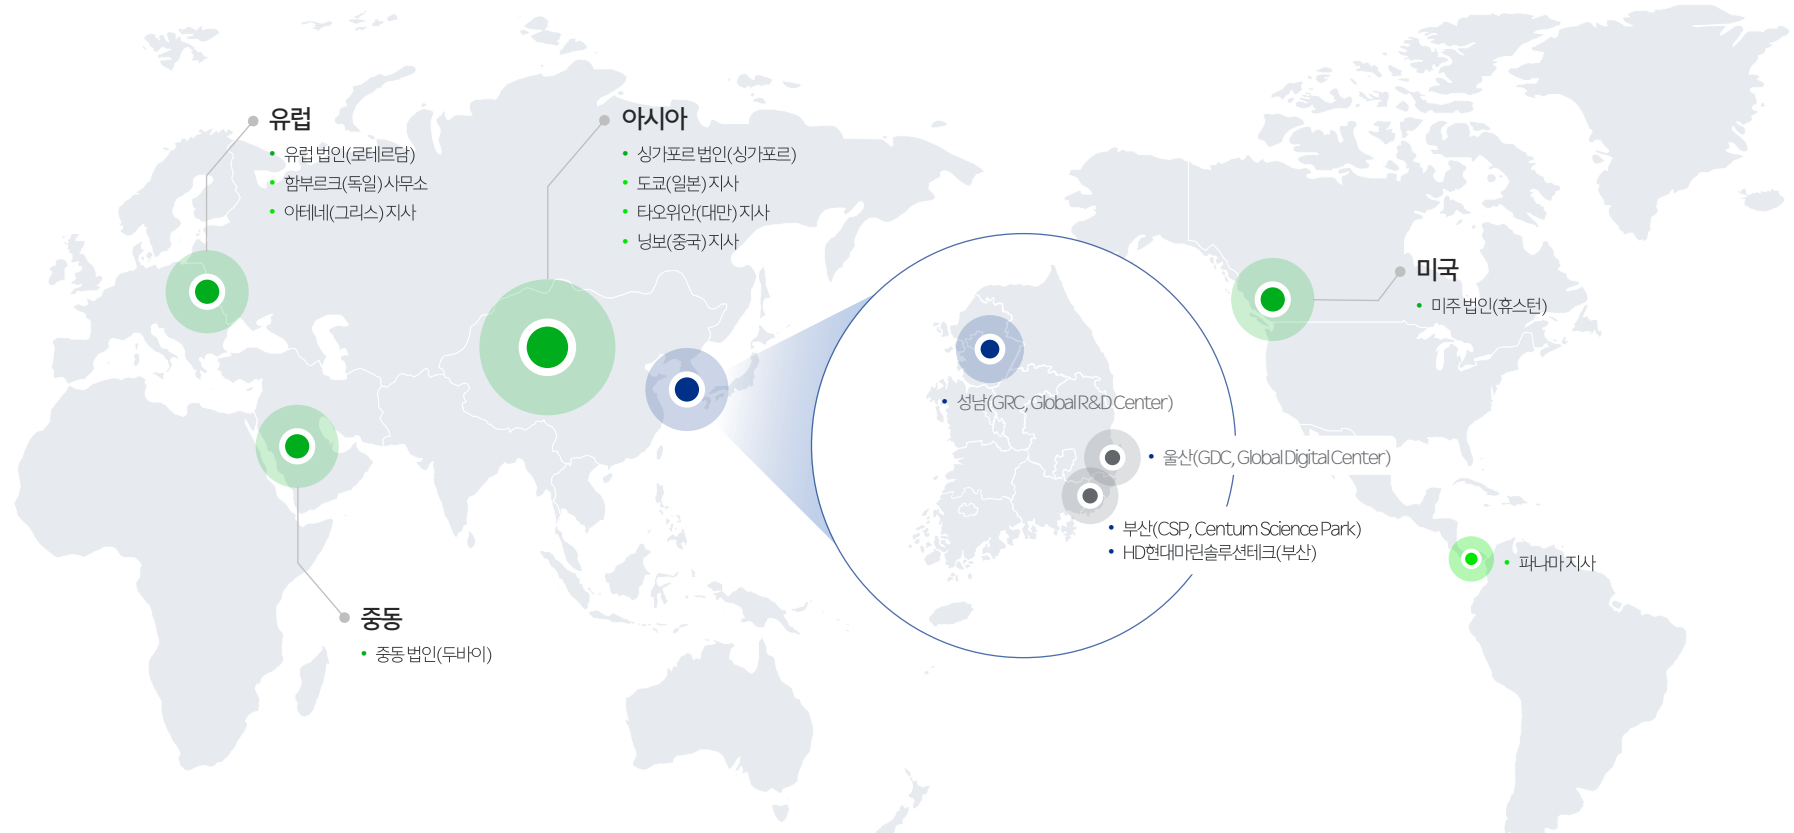 유럽
유럽 법인(로테르담)
함부르크(독일) 사무소
아테네(그리스) 지사
아시아
싱가포르 법인(싱가포르)
도쿄(일본) 지사
타오위안(대만) 지사
닝보(중국) 지사
미국
미주 법인(휴스턴)
성남(GRC, Global R&D Center)
울산(GDC, Global Digital Center)
부산(CSP, Centum Science Park)
HD현대마린솔루션테크(부산)
파나마 지사
중동
중동 법인(두바이)